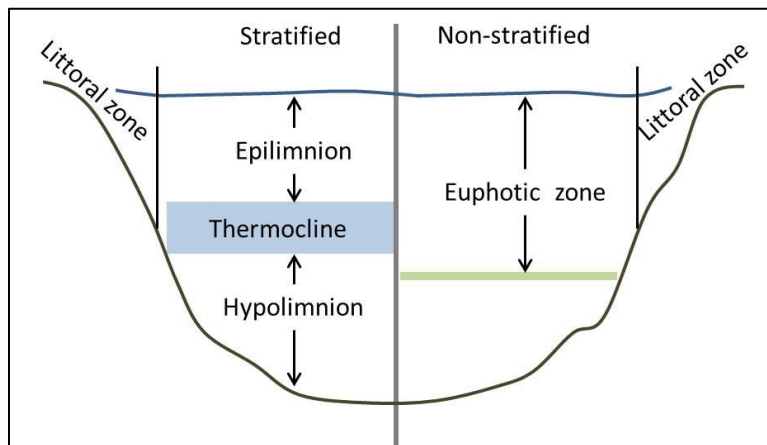 Stratified
Non-stratified
Littoral zone
Littoral zone
Epilimnion
Euphotic zone
Thermocline
Hypolimnion